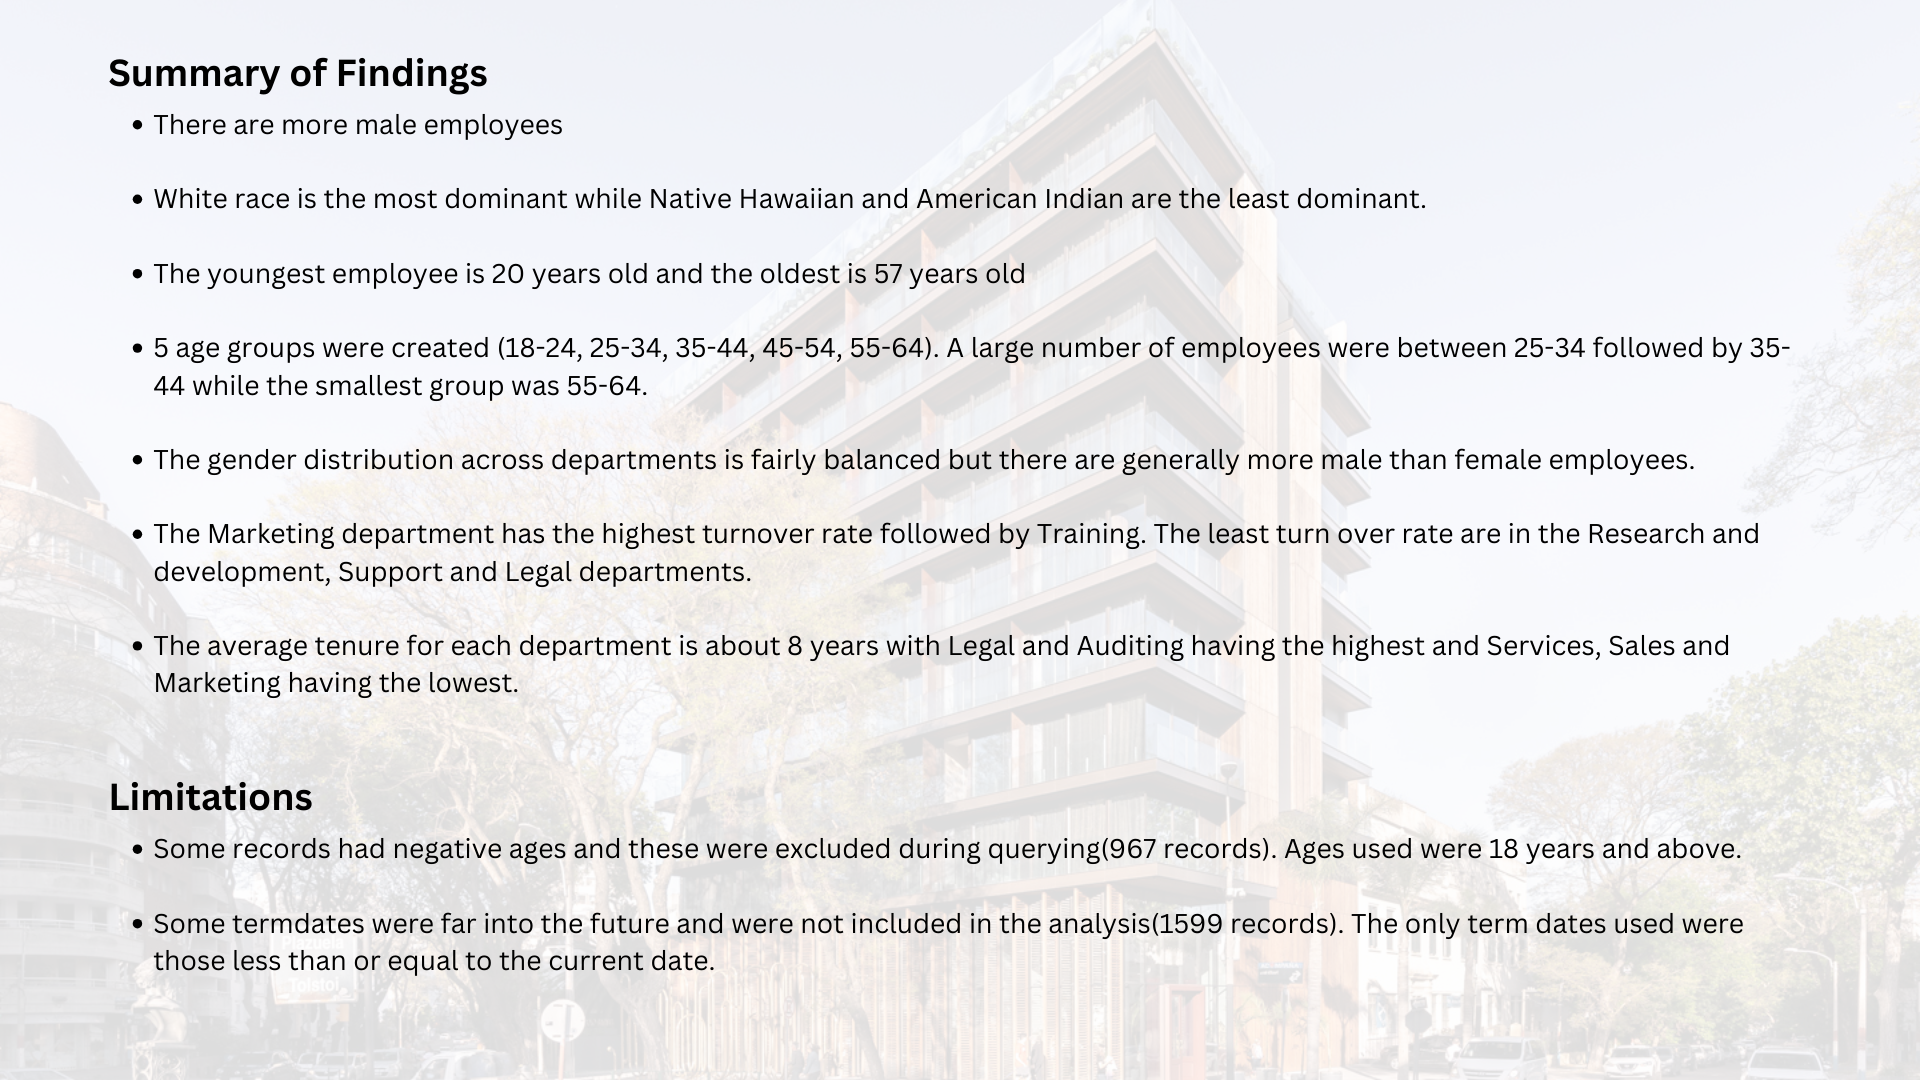 Summary of Findings
• There are more male employees
• White race is the most dominant while Native Hawaiian and American Indian are the least dominant.
• The youngest employee is 20 years old and the oldest is 57 years old
• 5 age groups were created (18-24, 25-34, 35-44, 45-54, 55-64). A large number of employees were between 25-34 followed by 35-
44 while the smallest group was 55-64.
• The gender distribution across departments is fairly balanced but there are generally more male than female employees.
• The Marketing department has the highest turnover rate followed by Training. The least turn over rate are in the Research and
development, Support and Legal departments.
• The average tenure for each department is about 8 years with Legal and Auditing having the highest and Services, Sales and
Marketing having the lowest.
Limitations
• Some records had negative ages and these were excluded during querying(967 records). Ages used were 18 years and above.
• Some termdates were far into the future and were not included in the analysis(1599 records). The only term dates used were
those less than or equal to the current date.
Plazuela
Tolstoi